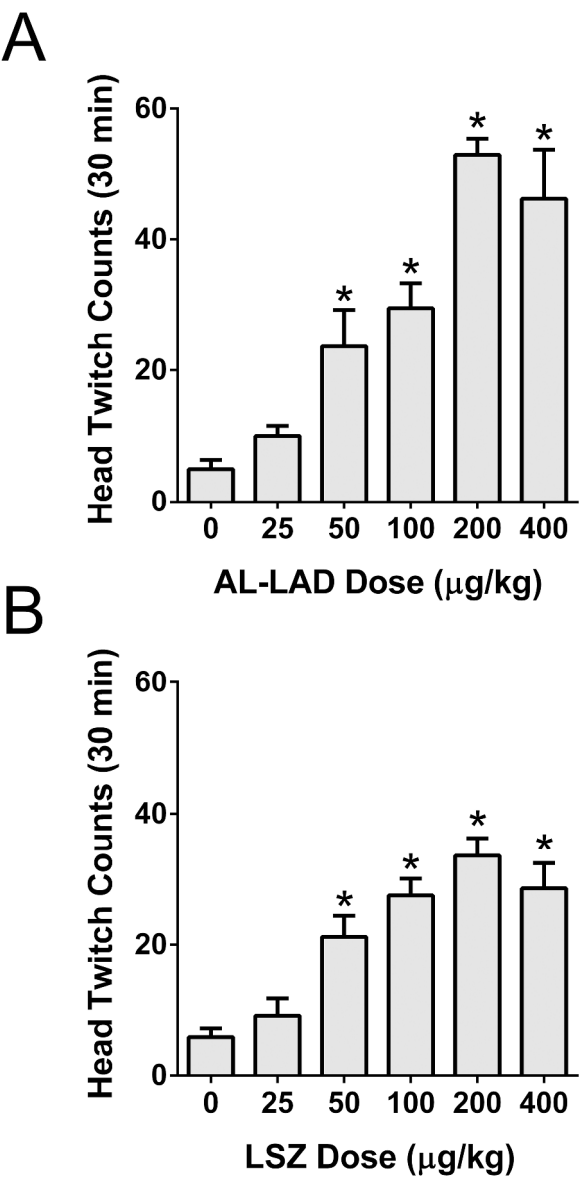 A
Head Twitch Counts (30 min)
60
40
20
0
* * * *
0 25 50 100 200 400
AL-LAD Dose (μg/kg)
B
Head Twitch Counts (30 min)
60
40
20
0
* * * *
0 25 50 100 200 400
LSZ Dose (μg/kg)